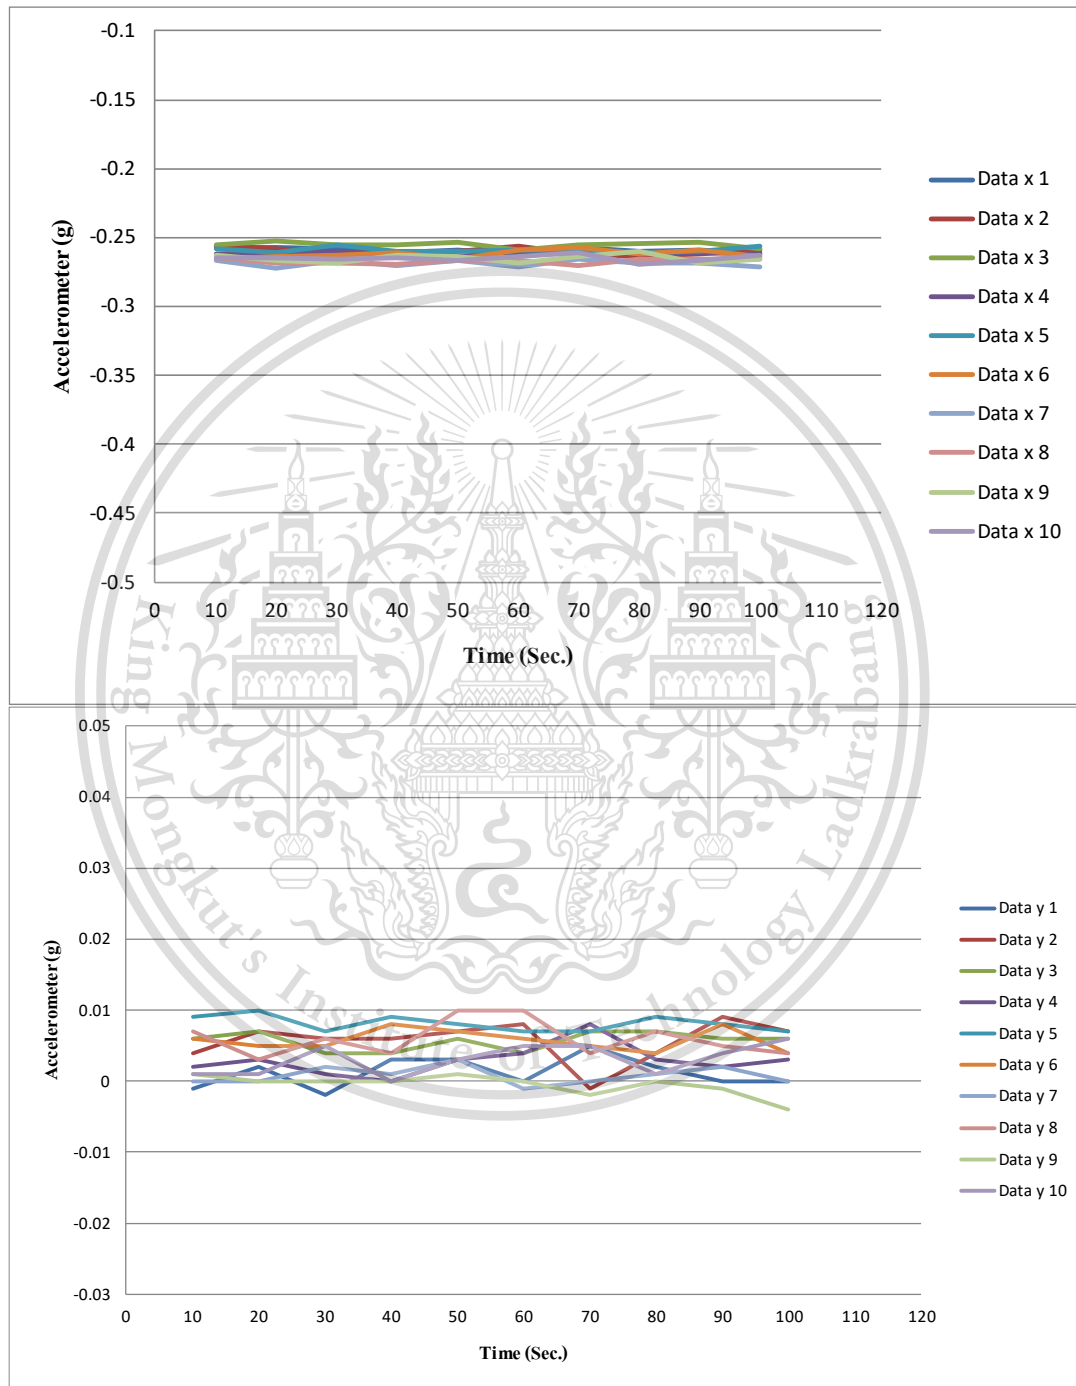 -0.1
-0.15
-0.2
-0.25
-0.3
-0.35
-0.4
-0.45
-0.5
Accelerometer (g)
0 10 20 30 40 50 60 70 80 90 100 110 120
Time (Sec.)
Data x 1
Data x 2
Data x 3
Data x 4
Data x 5
Data x 6
Data x 7
Data x 8
Data x 9
Data x 10
0.05
0.04
0.03
0.02
0.01
0
-0.01
-0.02
-0.03
Accelerometer (g)
0 10 20 30 40 50 60 70 80 90 100 110 120
Time (Sec.)
Data y 1
Data y 2
Data y 3
Data y 4
Data y 5
Data y 6
Data y 7
Data y 8
Data y 9
Data y 10
King Mongkut's Institute of Technology Ladkrabang